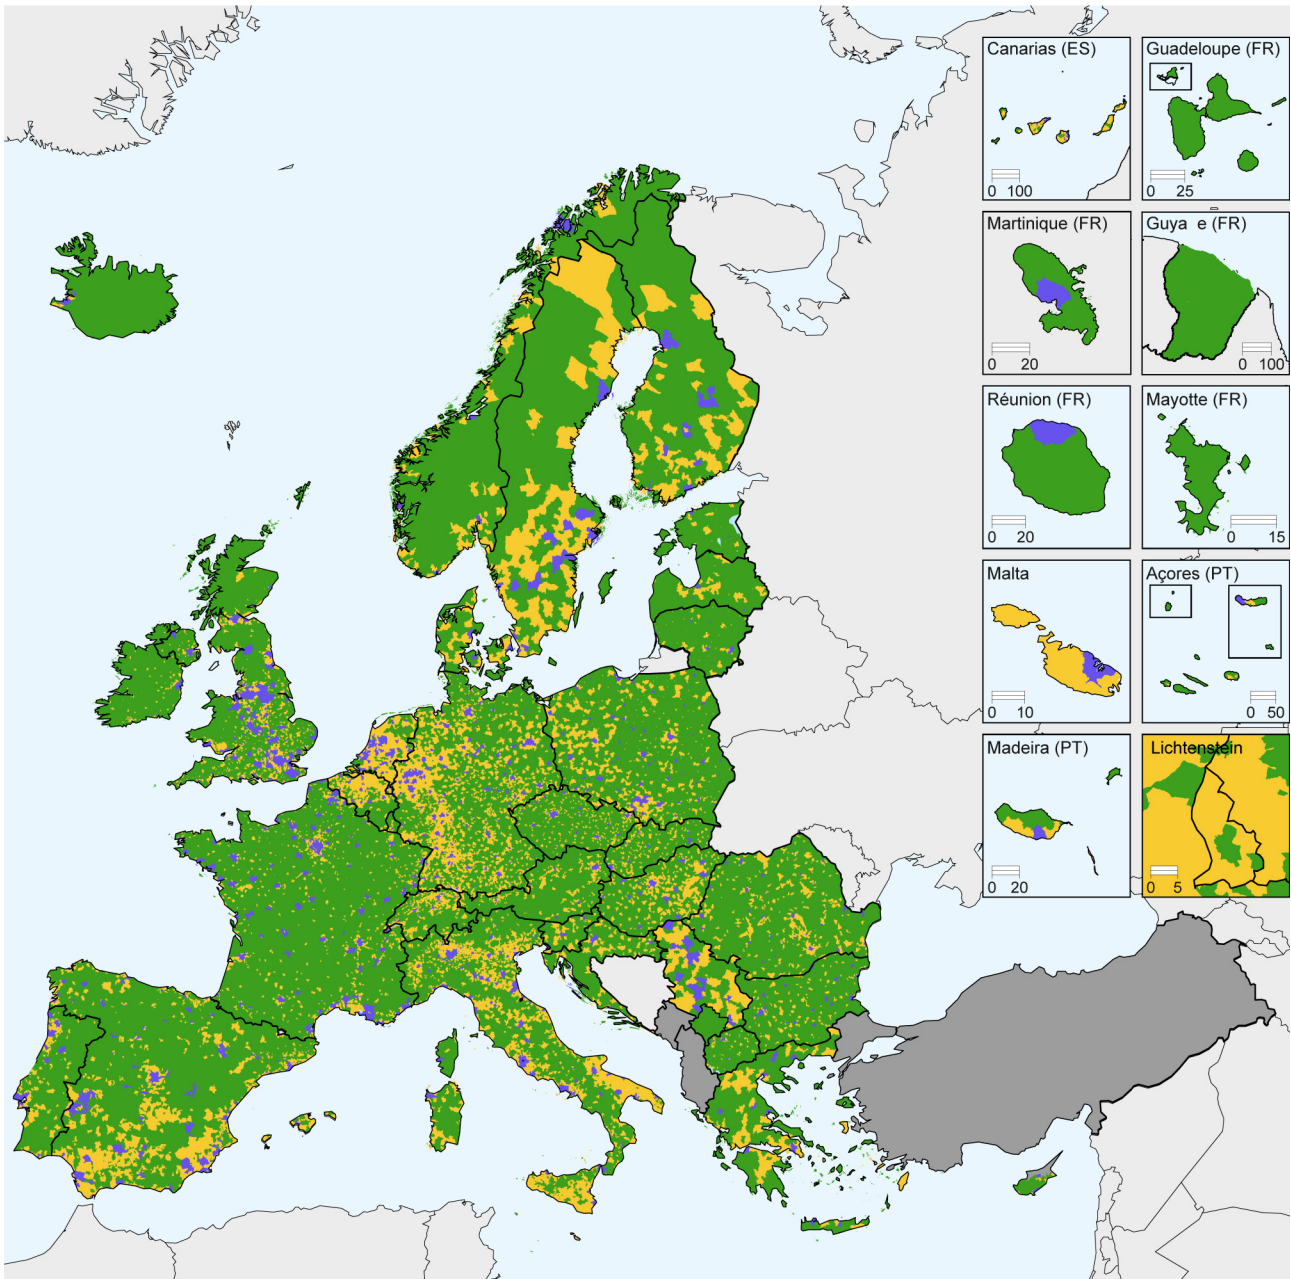 Canarias (ES)
0 100
Guadeloupe (FR)
0 25
Martinique (FR)
0 20
Guya e (FR)
0 100
Réunion (FR)
0 20
Mayotte (FR)
0 15
Malta
0 10
Açores (PT)
0 50
Madeira (PT)
0 20
Lichtenstein
0 5